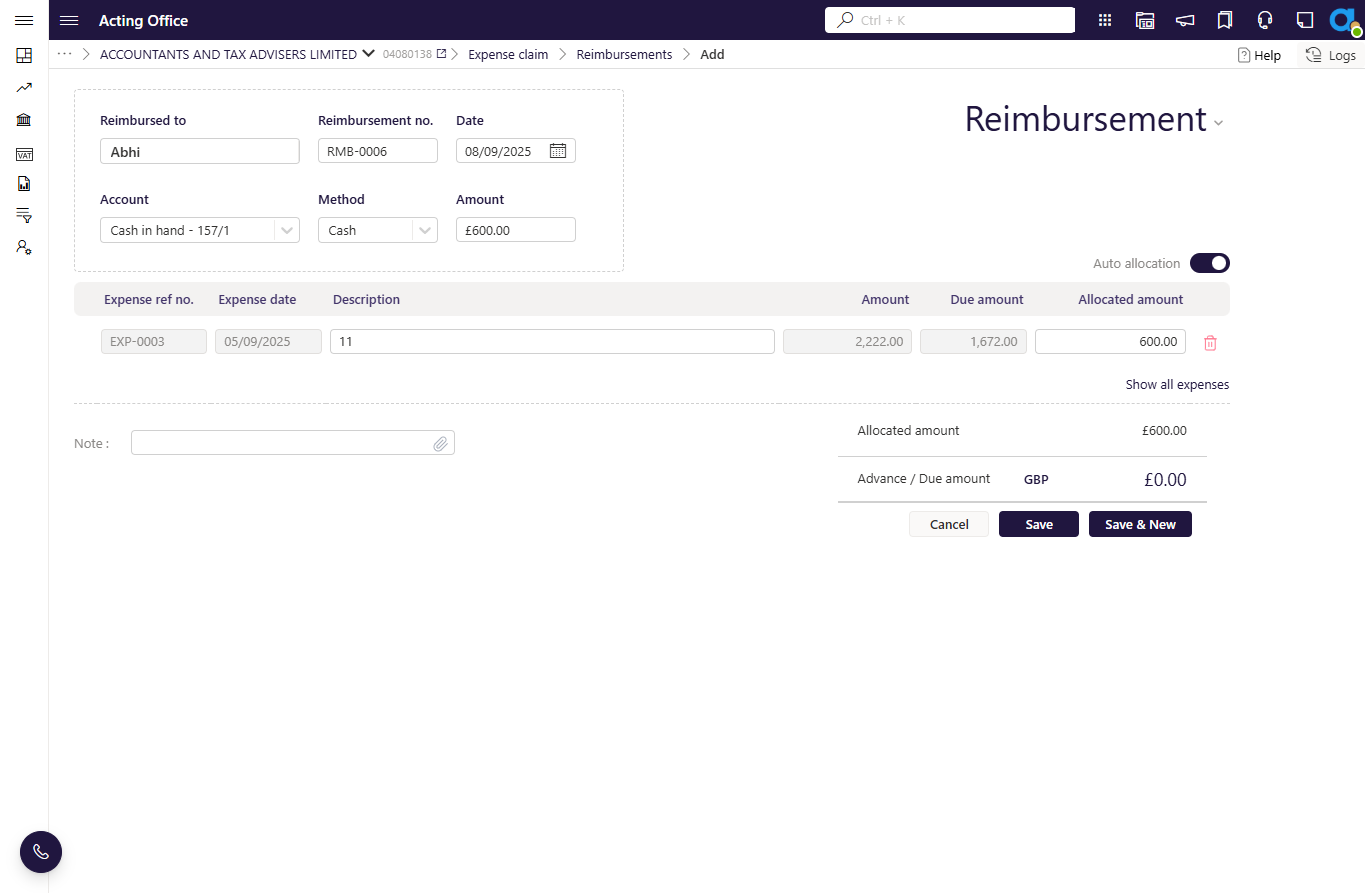 Acting Office
Ctrl + K
··· > ACCOUNTANTS AND TAX ADVISERS LIMITED 04080138 > Expense claim > Reimbursements > Add
Help
Logs
VAT
Reimbursement
Reimbursed to Reimbursement no. Date
Abhi RMB-0006 08/09/2025
Account Method Amount
Cash in hand - 157/1 Cash £600.00
Auto allocation
Expense ref no. Expense date Description Amount Due amount Allocated amount
EXP-0003 05/09/2025 11 2,222.00 1,672.00 600.00
Show all expenses
Note :
Allocated amount £600.00
Advance / Due amount GBP £0.00
Cancel Save Save & New